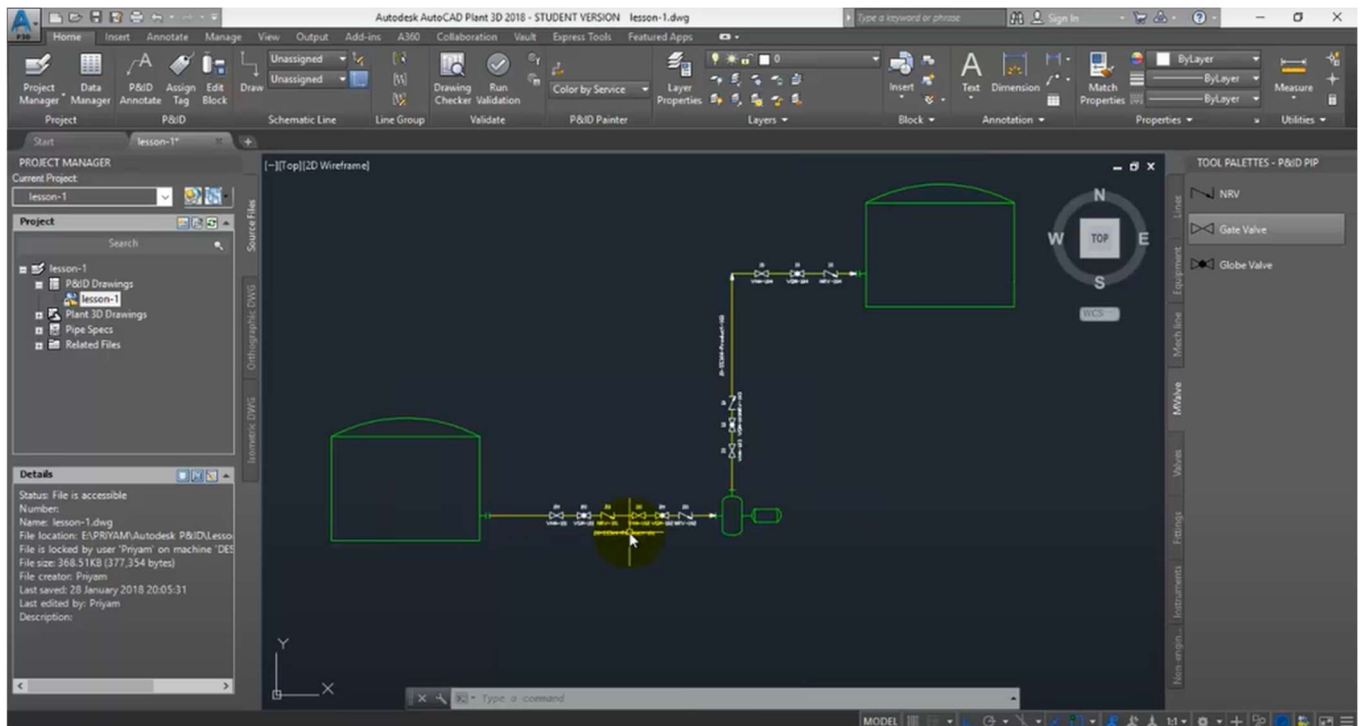 Autodesk AutoCAD Plant 3D 2018 - STUDENT VERSION lesson-1.dwg
Type a keyword or phrase
Sign In
P3D
Home Insert Annotate Manage View Output Add-ins A360 Collaboration Vault Express Tools Featured Apps
Project Manager
Data Manager
P&ID Annotate
Assign Tag
Edit Block
Draw
Unassigned
Unassigned
Drawing Checker
Run Validation
Color by Service
Layer Properties
0
Insert
Text
Dimension
Match Properties
ByLayer
ByLayer
ByLayer
Measure
Project P&ID Schematic Line Line Group Validate P&ID Painter Layers Block Annotation Properties Utilities
Start lesson-1*
PROJECT MANAGER
Current Project:
lesson-1
Project
Search
lesson-1
P&ID Drawings
lesson-1
Plant 3D Drawings
Pipe Specs
Related Files
Details
Status: File is accessible
Number:
Name: lesson-1.dwg
File location: E:\PRIYAM\Autodesk P&ID\Lesso
File is locked by user 'Priyam' on machine 'DES
File size: 368.51KB (377,354 bytes)
File creator: Priyam
Last saved: 28 January 2018 20:05:31
Last edited by: Priyam
Description:
Source Files
Orthographic DWG
Isometric DWG
[−][Top][2D Wireframe]
N
W TOP E
S
WCS
Y
X
Type a command
TOOL PALETTES - P&ID PIP
NRV
Gate Valve
Globe Valve
Lines
Equipment
Mech line
MValve
Valves
Fittings
Instruments
Non-engin...
MODEL
1:1